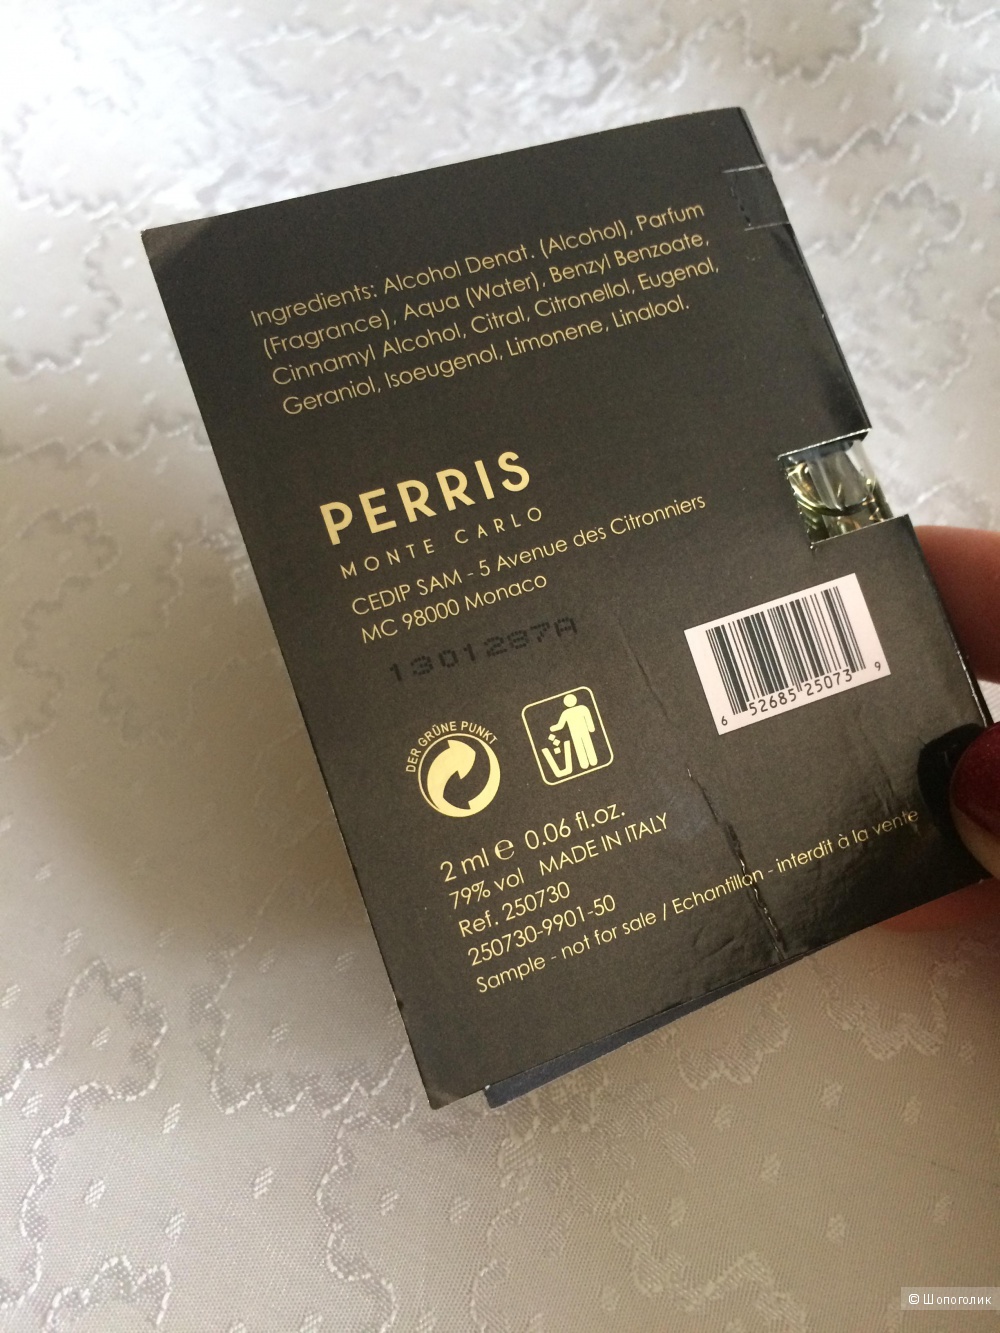 Ingredients: Alcohol Denat. (Alcohol), Parfum
(Fragrance), Aqua (Water), Benzyl Benzoate,
Cinnamyl Alcohol, Citral, Citronellol, Eugenol,
Geraniol, Isoeugenol, Limonene, Linalool.
PERRIS
MONTE CARLO
CEDIP SAM - 5 Avenue des Citronniers
MC 98000 Monaco
1301287A
6 52685 25073 9
DER GRÜNE PUNKT
2 ml ℮ 0.06 fl.oz.
79% vol MADE IN ITALY
Ref. 250730
250730-9901-50
Sample - not for sale / Echantillon - interdit à la vente
© Шопоголик